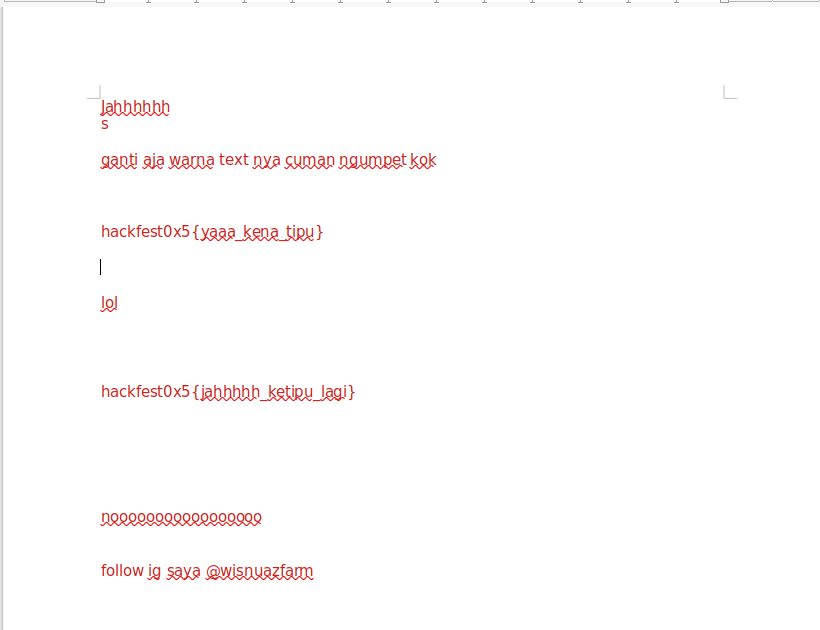 Jahhhhhh
s
ganti aja warna text nya cuman ngumpet kok
hackfest0x5{yaaa_kena_tipu}
lol
hackfest0x5{jahhhhh_ketipu_lagi}
nooooooooooooooooo
follow ig saya @wisnuazfarm